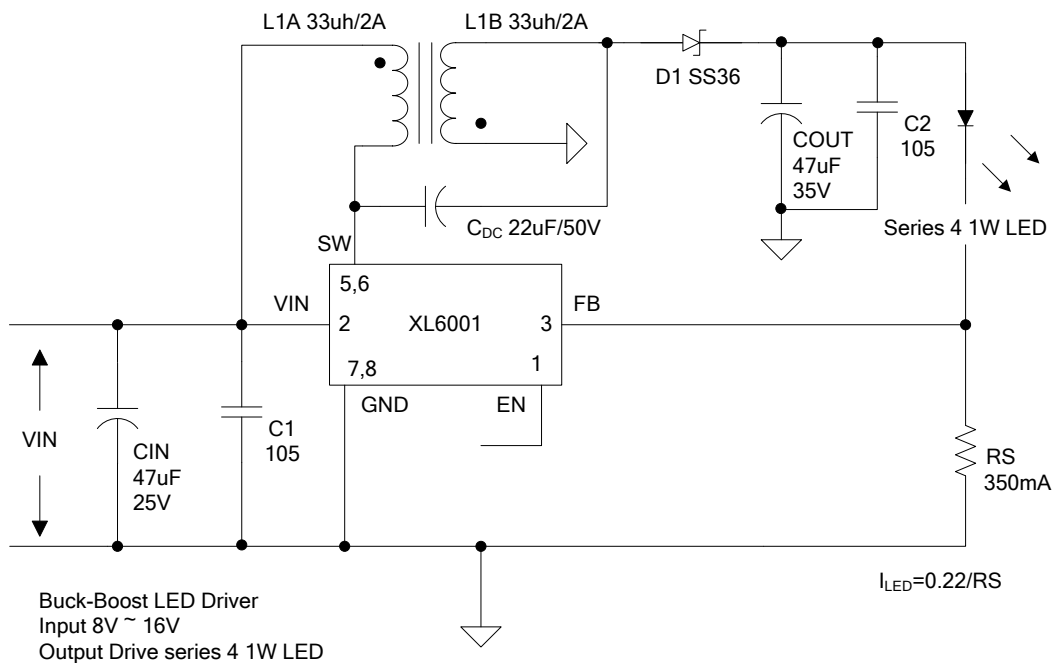 L1A 33uh/2A
L1B 33uh/2A
D1 SS36
COUT
47uF
35V
C2
105
CDC 22uF/50V
Series 4 1W LED
SW
5,6
VIN
2
XL6001
3
FB
1
7,8
GND
EN
VIN
CIN
47uF
25V
C1
105
RS
350mA
ILED=0.22/RS
Buck-Boost LED Driver
Input 8V ~ 16V
Output Drive series 4 1W LED